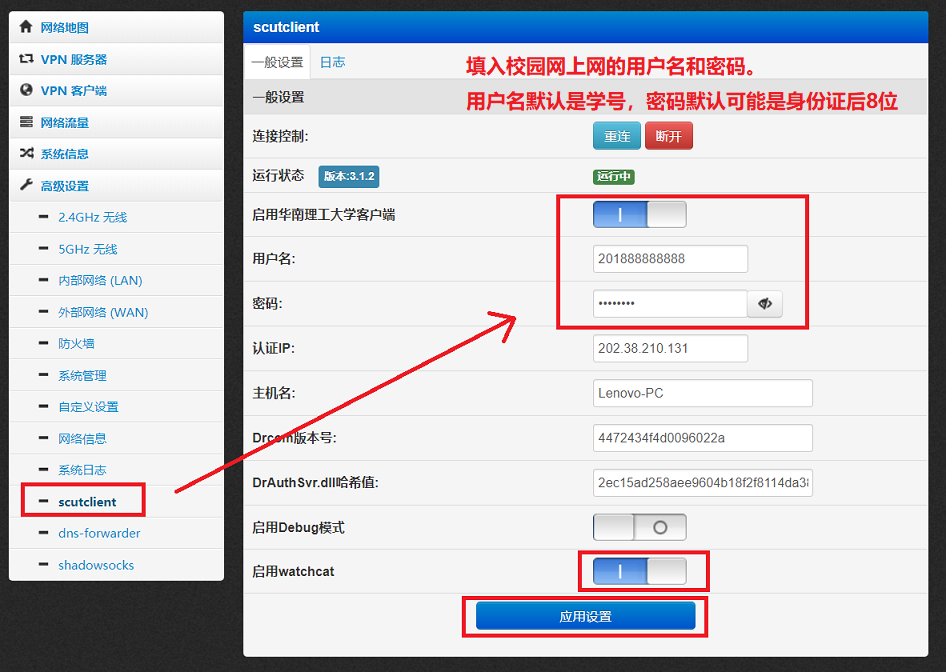 网络地图
VPN 服务器
VPN 客户端
网络流量
系统信息
高级设置
2.4GHz 无线
5GHz 无线
内部网络 (LAN)
外部网络 (WAN)
防火墙
系统管理
自定义设置
网络信息
系统日志
scutclient
dns-forwarder
shadowsocks
scutclient
一般设置 日志
填入校园网上网的用户名和密码。
用户名默认是学号，密码默认可能是身份证后8位
一般设置
连接控制: 重连 断开
运行状态 版本:3.1.2 运行中
启用华南理工大学客户端
用户名: 201888888888
密码: ••••••••
认证IP: 202.38.210.131
主机名: Lenovo-PC
Drcom版本号: 4472434f4d0096022a
DrAuthSvr.dll哈希值: 2ec15ad258aee9604b18f2f8114da38
启用Debug模式
启用watchcat
应用设置